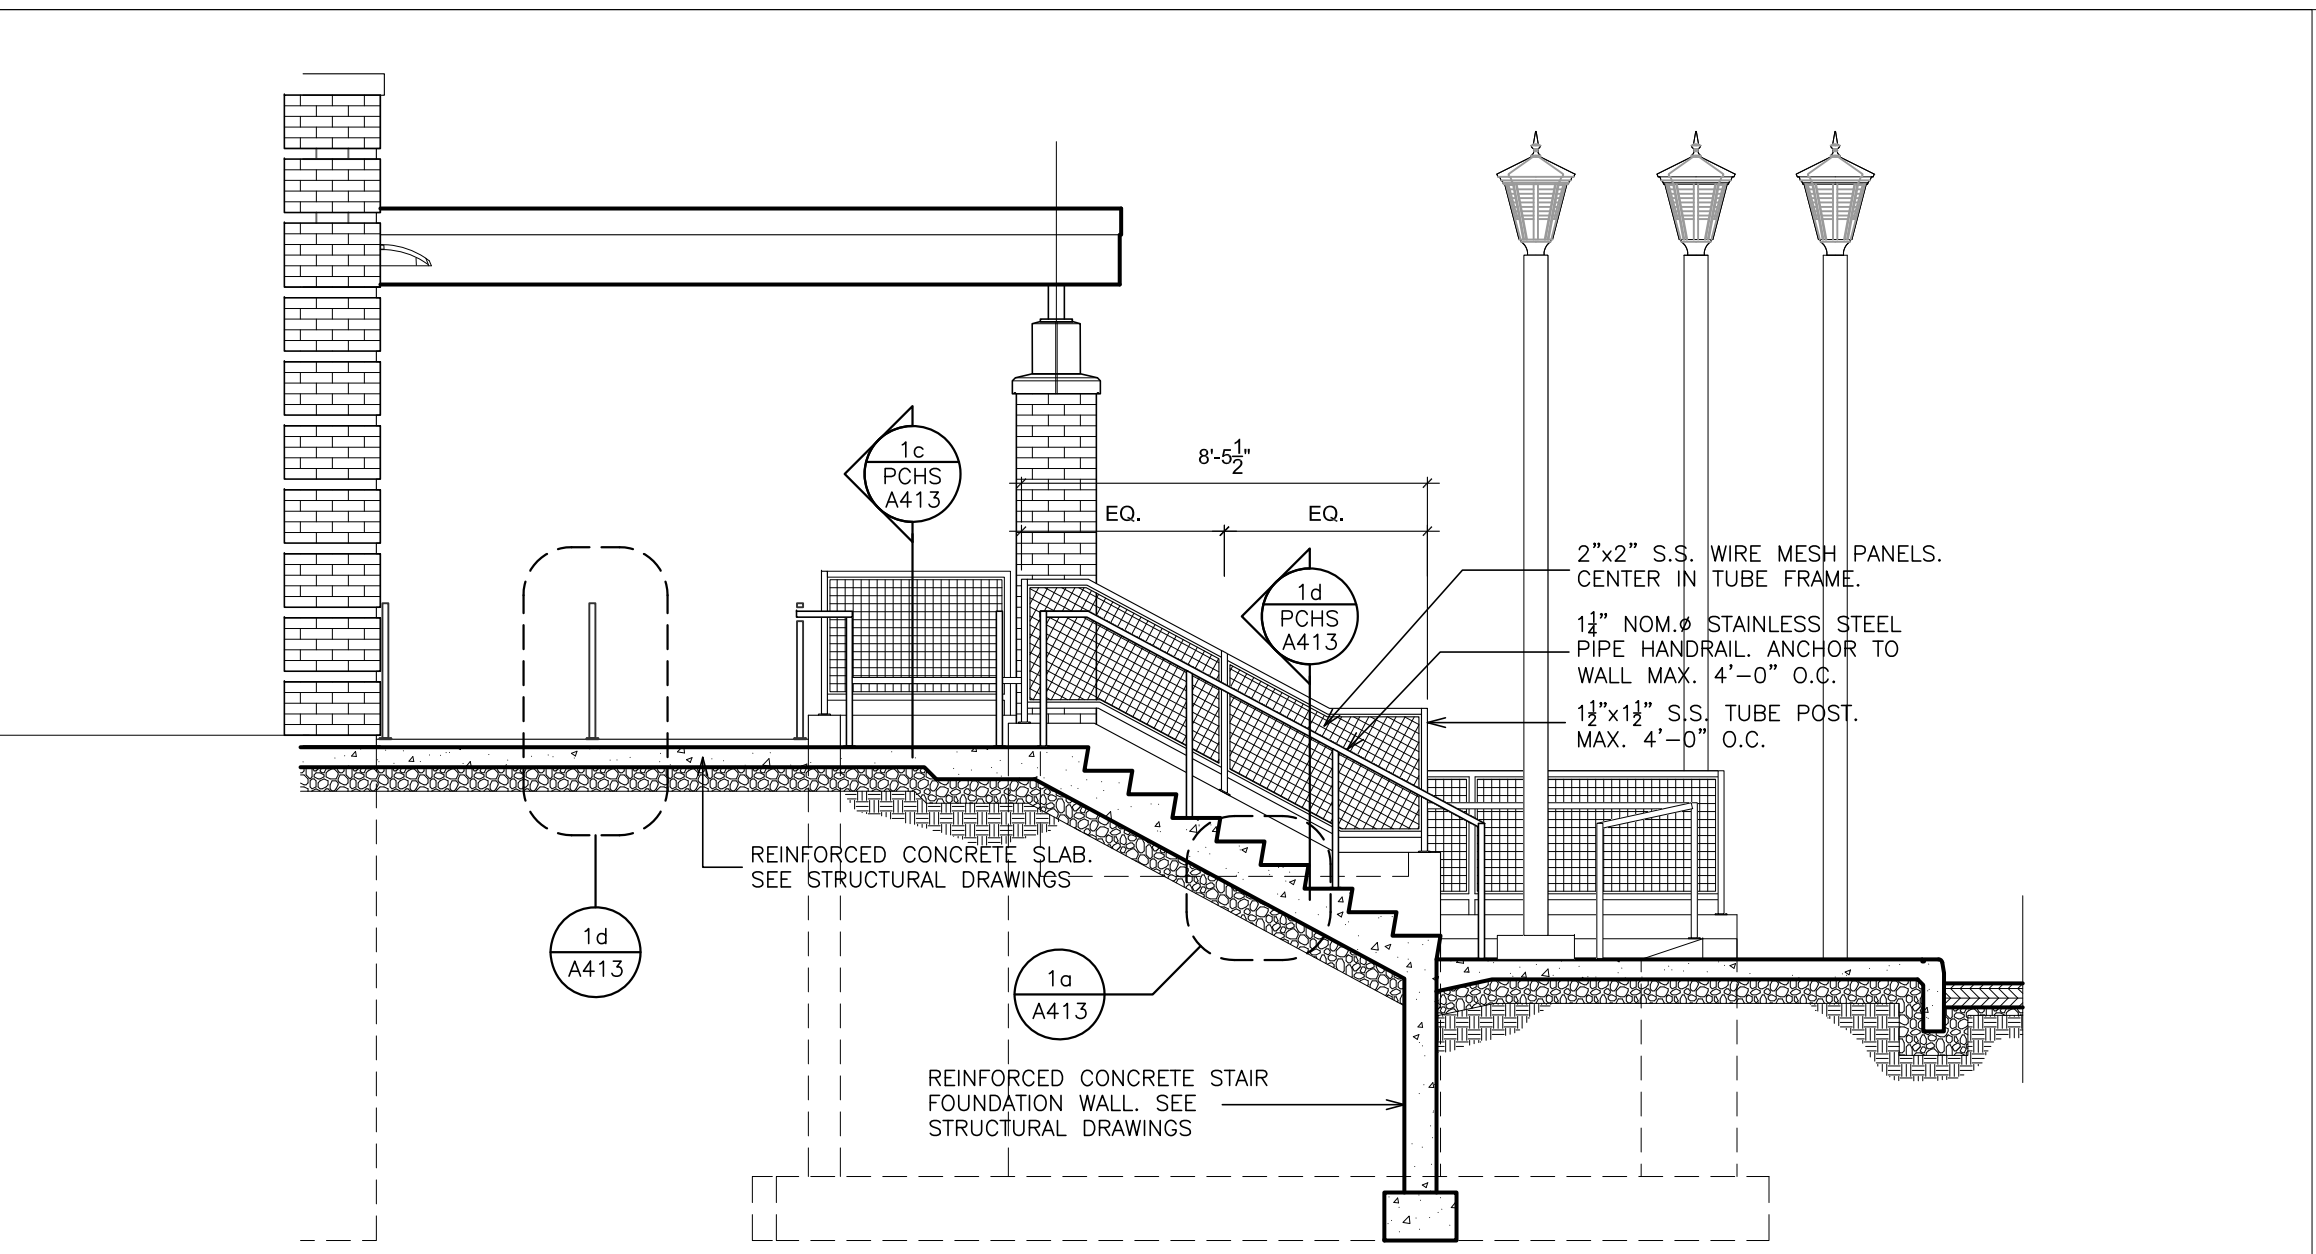 8'-5½"
EQ.
EQ.
1c
PCHS
A413
1d
PCHS
A413
2"x2" S.S. WIRE MESH PANELS.
CENTER IN TUBE FRAME.
1¼" NOM.ø STAINLESS STEEL
PIPE HANDRAIL. ANCHOR TO
WALL MAX. 4'-0" O.C.
1½"x1½" S.S. TUBE POST.
MAX. 4'-0" O.C.
REINFORCED CONCRETE SLAB.
SEE STRUCTURAL DRAWINGS
1d
A413
1a
A413
REINFORCED CONCRETE STAIR
FOUNDATION WALL. SEE
STRUCTURAL DRAWINGS